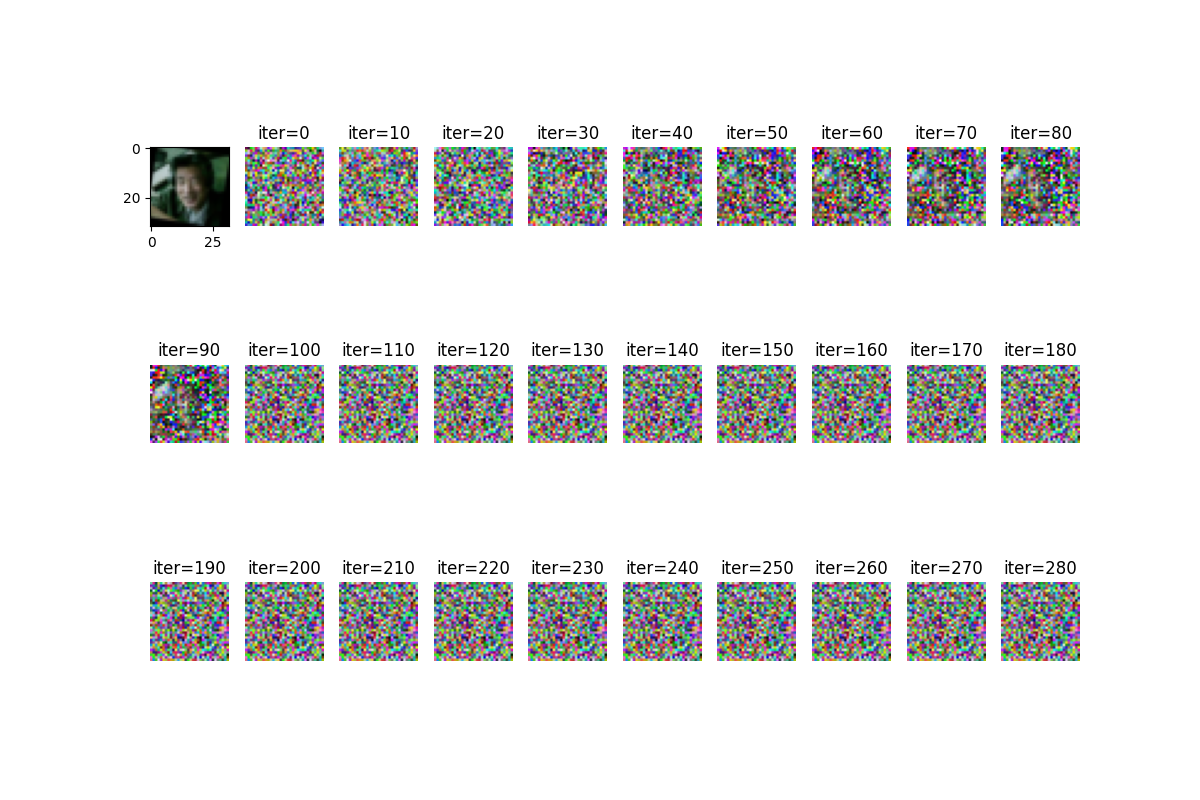 iter=0 iter=10 iter=20 iter=30 iter=40 iter=50 iter=60 iter=70 iter=80
0
20
0 25
iter=90 iter=100 iter=110 iter=120 iter=130 iter=140 iter=150 iter=160 iter=170 iter=180
iter=190 iter=200 iter=210 iter=220 iter=230 iter=240 iter=250 iter=260 iter=270 iter=280